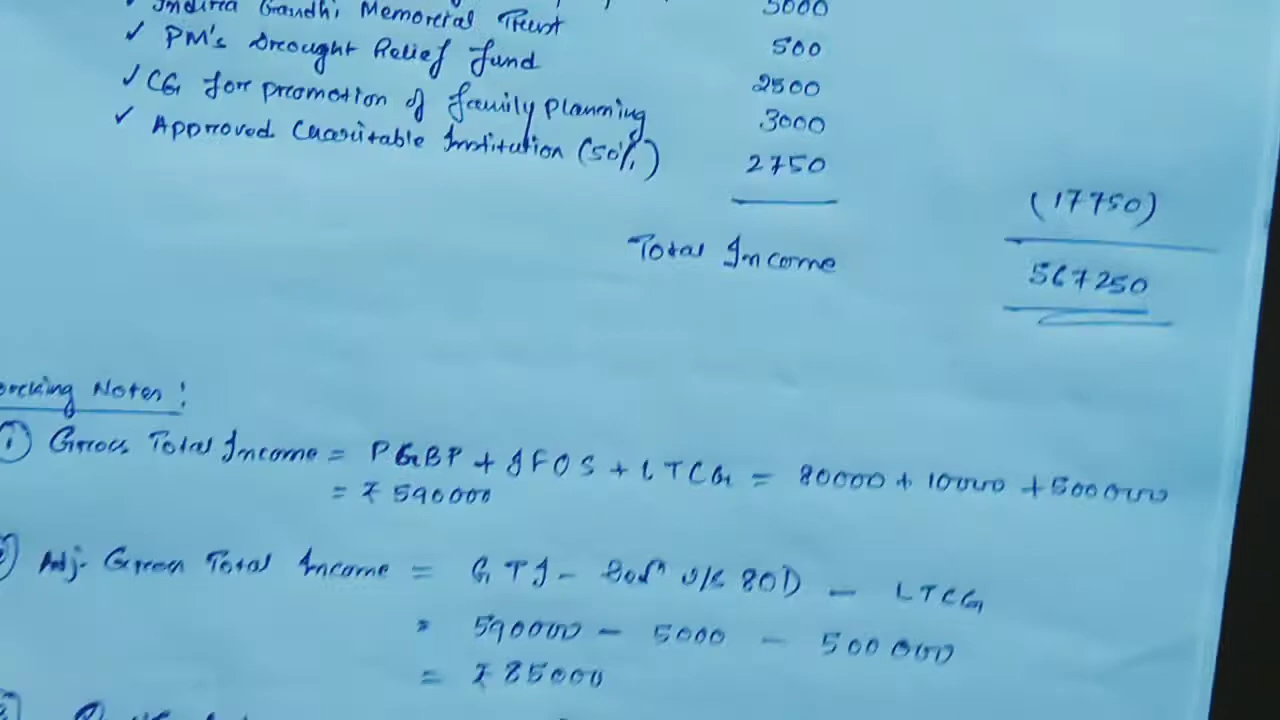 Indira Gandhi Memorial Trust 5000
✓ PM's Drought Relief fund 500
✓ CG for promotion of family planning 2500
3000
✓ Approved Charitable Institution (50%) 2750
(17750)
Total Income 567250
Working Notes :
① Gross Total Income = PGBP + IFOS + LTCG = 80000 + 10000 + 500000
= ₹ 590000
Adj. Gross Total Income = GTI - 80D - LTCG
= 590000 - 5000 - 500000
= ₹ 85000